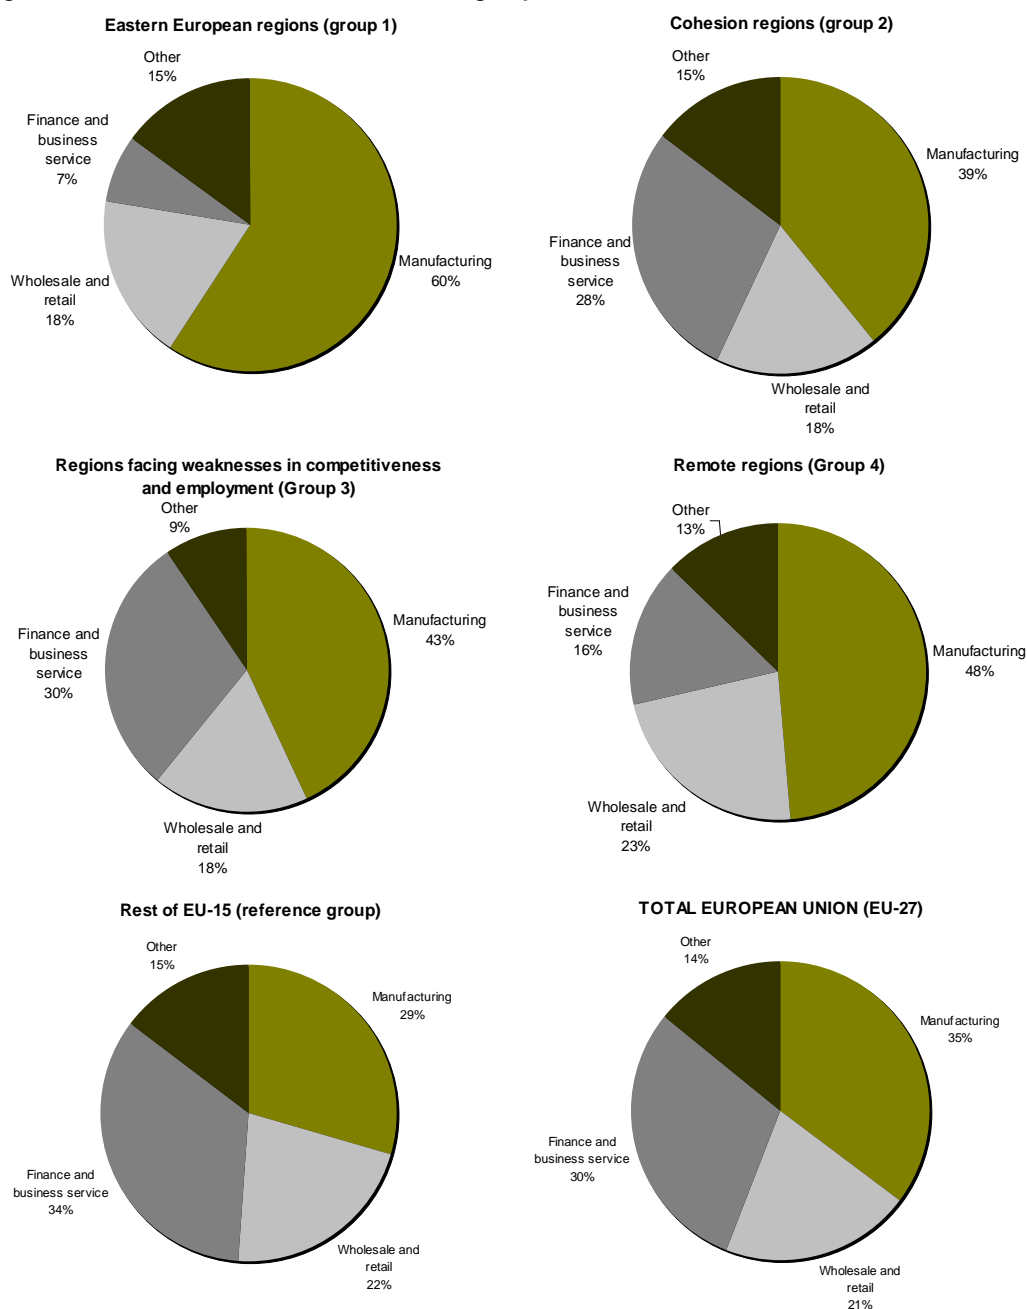 Eastern European regions (group 1)
Other
15%
Finance and
business
service
7%
Wholesale and
retail
18%
Manufacturing
60%
Cohesion regions (group 2)
Other
15%
Manufacturing
39%
Finance and
business
service
28%
Wholesale and
retail
18%
Regions facing weaknesses in competitiveness
and employment (Group 3)
Other
9%
Manufacturing
43%
Finance and
business
service
30%
Wholesale and
retail
18%
Remote regions (Group 4)
Other
13%
Finance and
business
service
16%
Manufacturing
48%
Wholesale and
retail
23%
Rest of EU-15 (reference group)
Other
15%
Manufacturing
29%
Finance and
business service
34%
Wholesale and
retail
22%
TOTAL EUROPEAN UNION (EU-27)
Other
14%
Manufacturing
35%
Finance and
business service
30%
Wholesale and
retail
21%